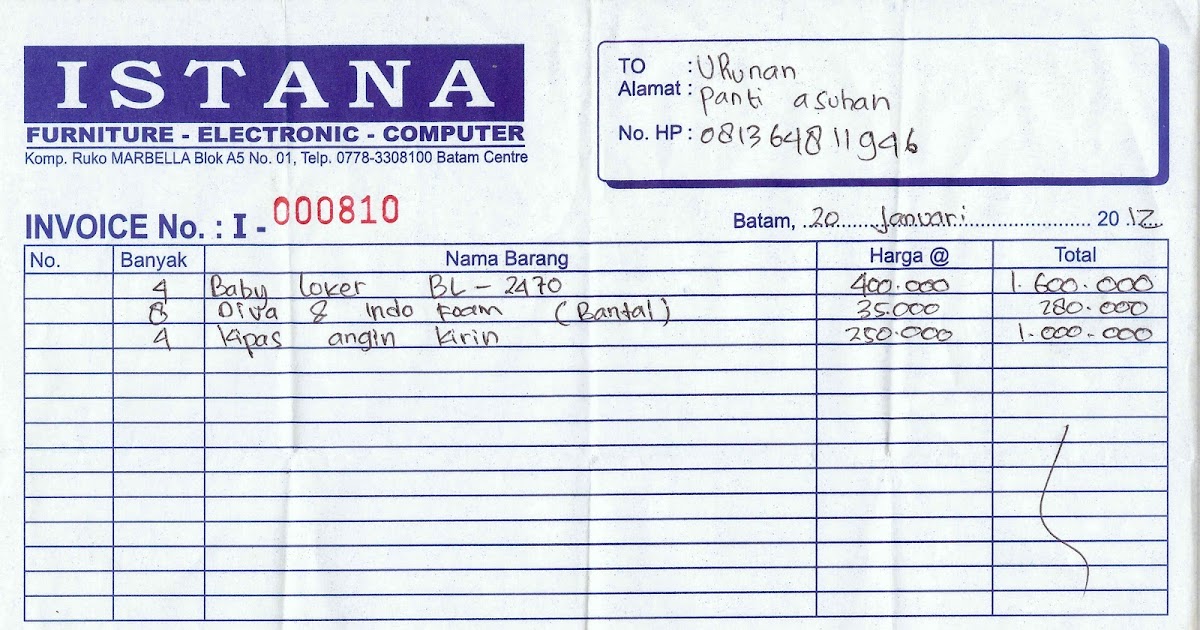 ISTANA
FURNITURE - ELECTRONIC - COMPUTER
Komp. Ruko MARBELLA Blok A5 No. 01, Telp. 0778-3308100 Batam Centre
TO : URunan
Alamat : panti asuhan
No. HP : 081364811946
INVOICE No. : I - 000810
Batam, 20 Januari 2012
No. Banyak Nama Barang Harga @ Total
4 Baby loker BL - 2470 400.000 1.600.000
8 Diva & Indo Foam (Bantal) 35.000 280.000
4 kipas angin kirin 250.000 1.000.000